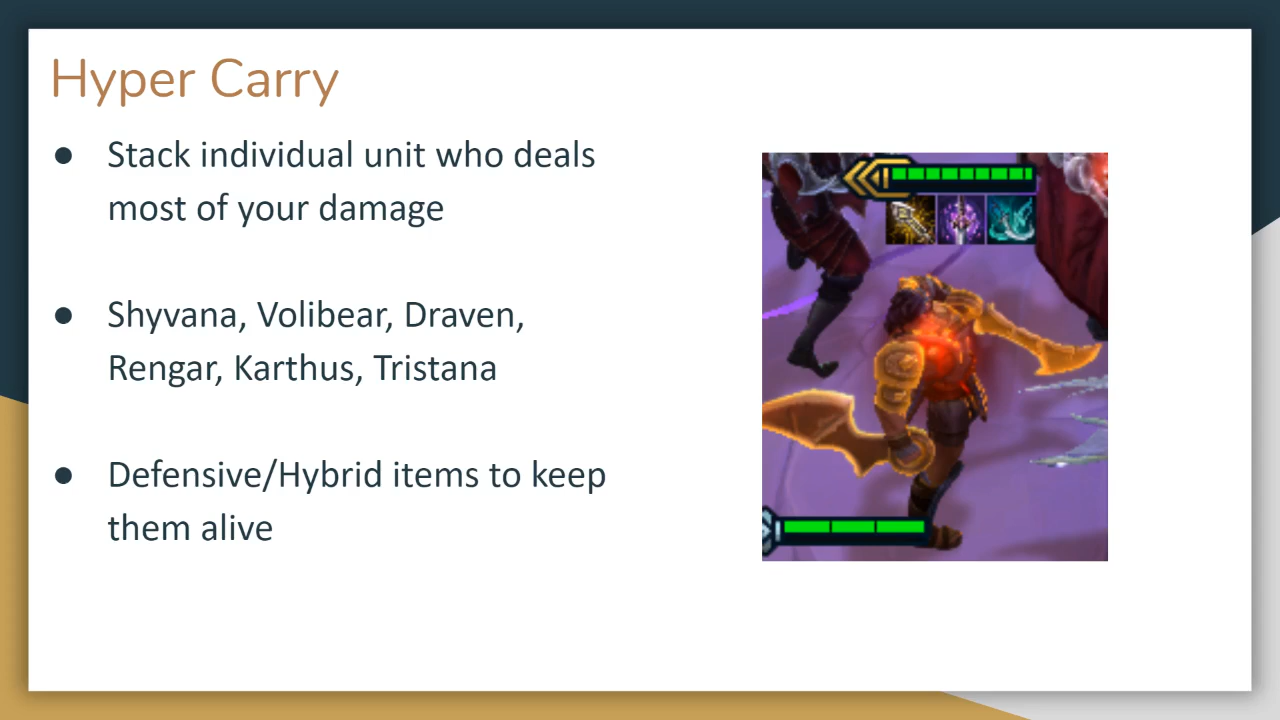 Hyper Carry
● Stack individual unit who deals
most of your damage
● Shyvana, Volibear, Draven,
Rengar, Karthus, Tristana
● Defensive/Hybrid items to keep
them alive